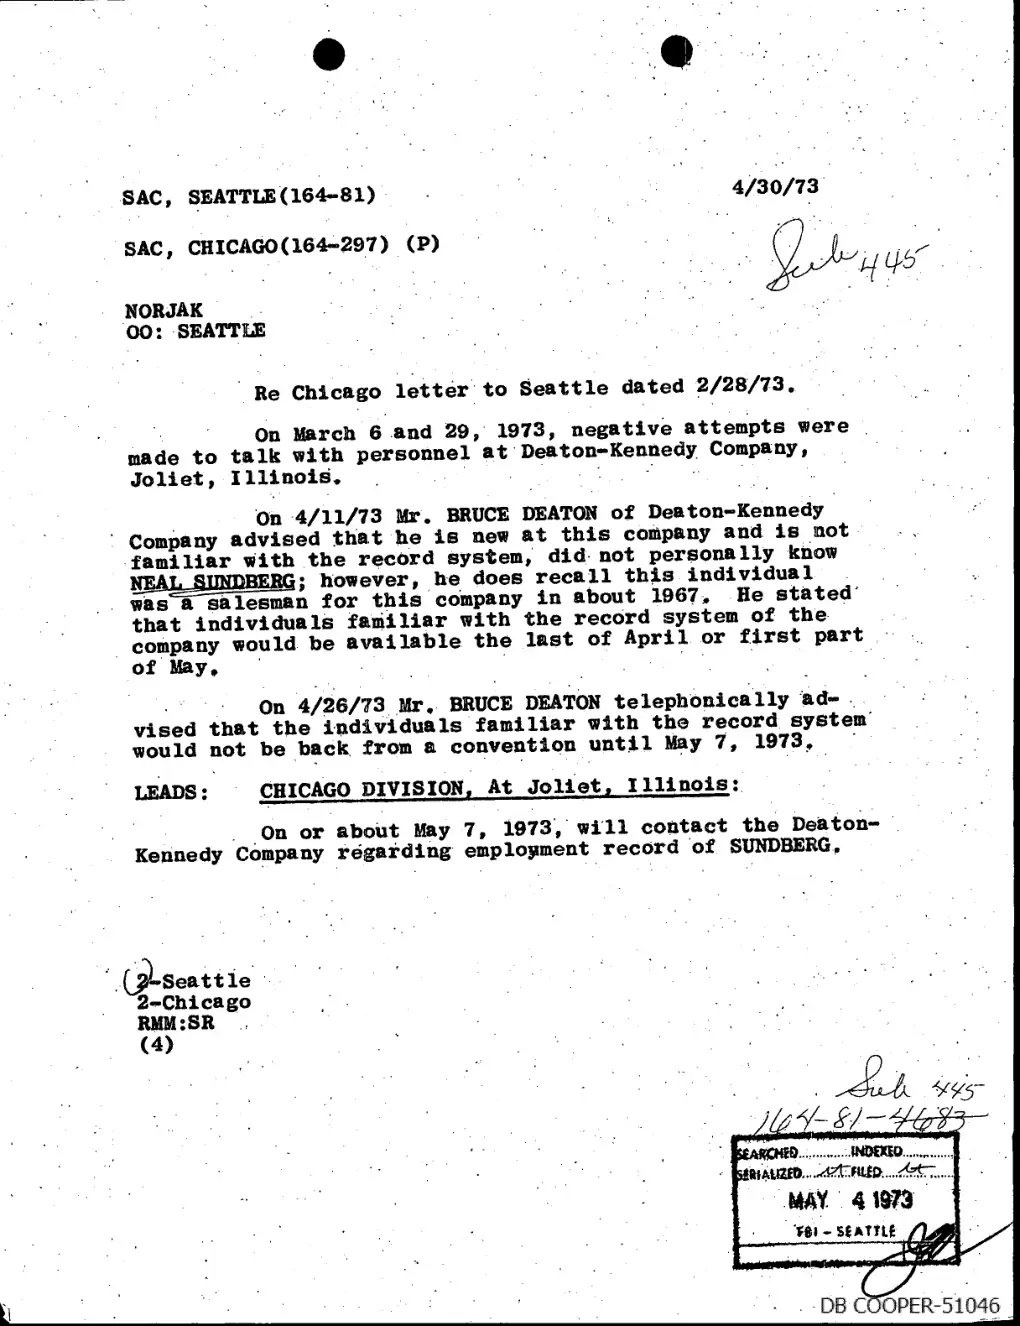 SAC, SEATTLE(164-81)
4/30/73
SAC, CHICAGO(164-297) (P)
Sub 445
NORJAK
OO: SEATTLE
Re Chicago letter to Seattle dated 2/28/73.
On March 6 and 29, 1973, negative attempts were
made to talk with personnel at Deaton-Kennedy Company,
Joliet, Illinois.
On 4/11/73 Mr. BRUCE DEATON of Deaton-Kennedy
Company advised that he is new at this company and is not
familiar with the record system, did not personally know
NEAL SUNDBERG; however, he does recall this individual
was a salesman for this company in about 1967. He stated
that individuals familiar with the record system of the
company would be available the last of April or first part
of May.
On 4/26/73 Mr. BRUCE DEATON telephonically ad-
vised that the individuals familiar with the record system
would not be back from a convention until May 7, 1973.
LEADS: CHICAGO DIVISION, At Joliet, Illinois:
On or about May 7, 1973, will contact the Deaton-
Kennedy Company regarding employment record of SUNDBERG.
2-Seattle
2-Chicago
RMM:SR
(4)
Sub 445
164-81-4683
SEARCHED............INDEXED............
SERIALIZED......FILED......
MAY 4 1973
FBI - SEATTLE
DB COOPER-51046